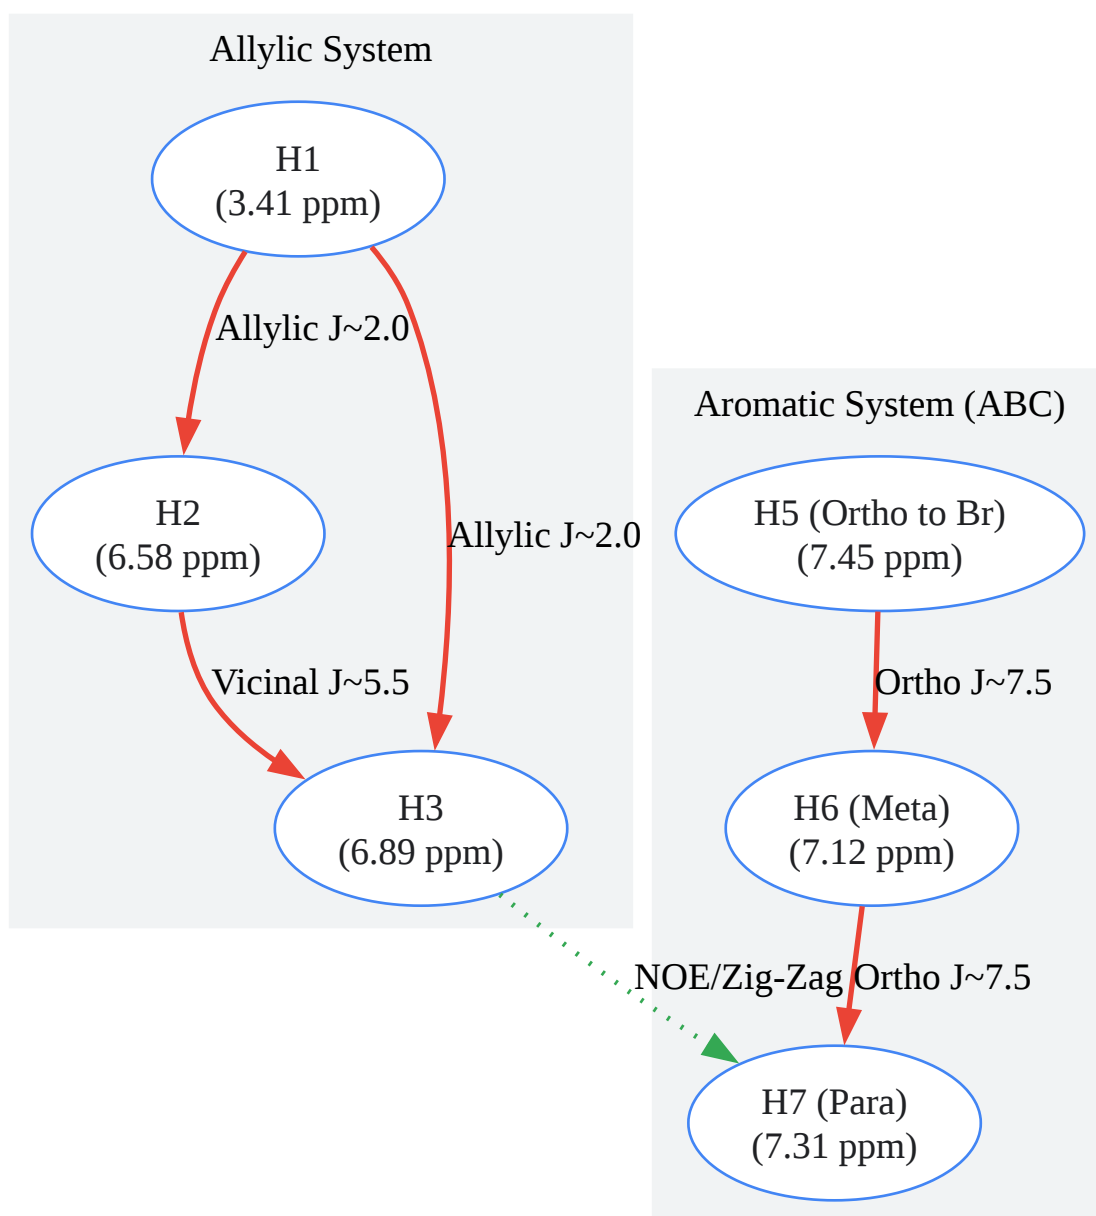 Allylic System
H1
(3.41 ppm)
Allylic J~2.0
Aromatic System (ABC)
H2
(6.58 ppm)
Allylic J~2.0
H5 (Ortho to Br)
(7.45 ppm)
Vicinal J~5.5
Ortho J~7.5
H3
(6.89 ppm)
H6 (Meta)
(7.12 ppm)
NOE/Zig-Zag
Ortho J~7.5
H7 (Para)
(7.31 ppm)